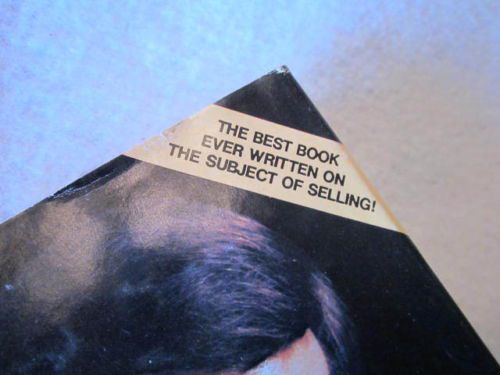 THE BEST BOOK
EVER WRITTEN ON
THE SUBJECT OF SELLING!